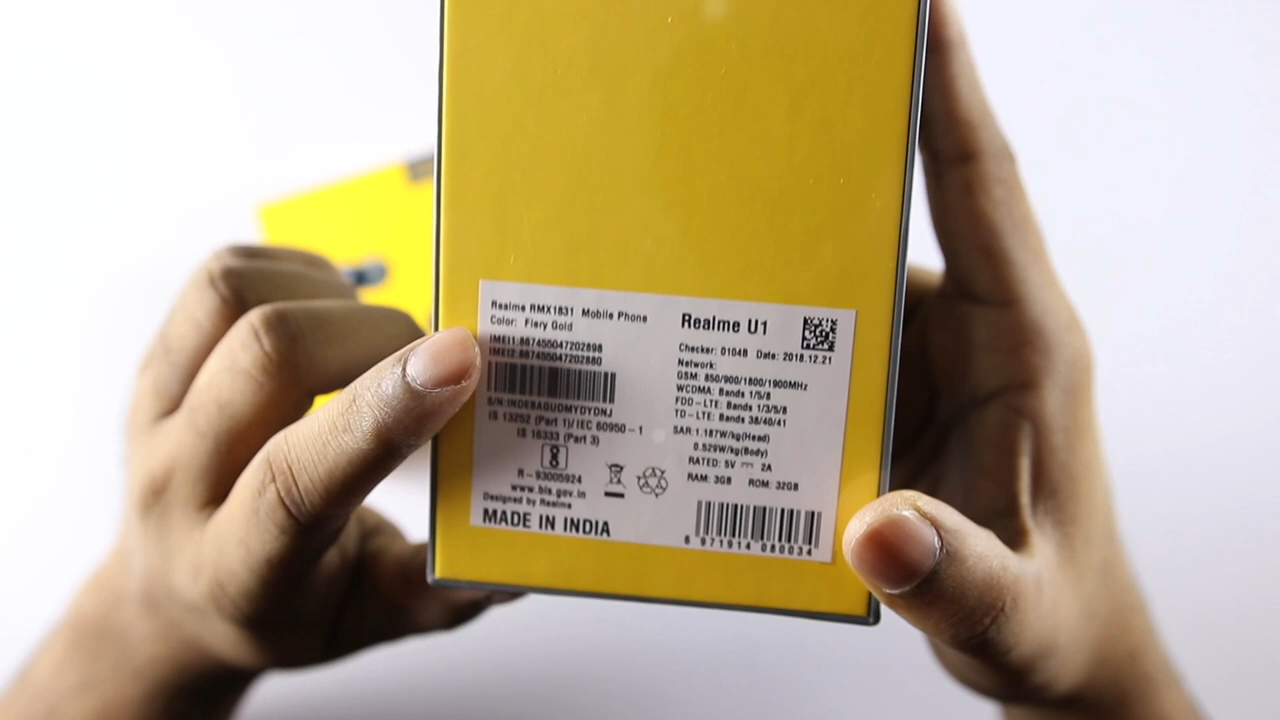 Realme RMX1831 Mobile Phone
Color: Fiery Gold
IMEI1:867455047202898
IMEI2:867455047202880
S/N:INDEBAGUDMYDYDNJ
IS 13252 (Part 1)/IEC 60950-1
IS 16333 (Part 3)
R-93005924
www.bis.gov.in
Designed by Realme
MADE IN INDIA
Realme U1
Checker: 0104B Date: 2018.12.21
Network:
GSM: 850/900/1800/1900MHz
WCDMA: Bands 1/5/8
FDD-LTE: Bands 1/3/5/8
TD-LTE: Bands 38/40/41
SAR:1.187W/kg(Head)
0.529W/kg(Body)
RATED: 5V ⎓ 2A
RAM: 3GB ROM: 32GB
6 971914 080034